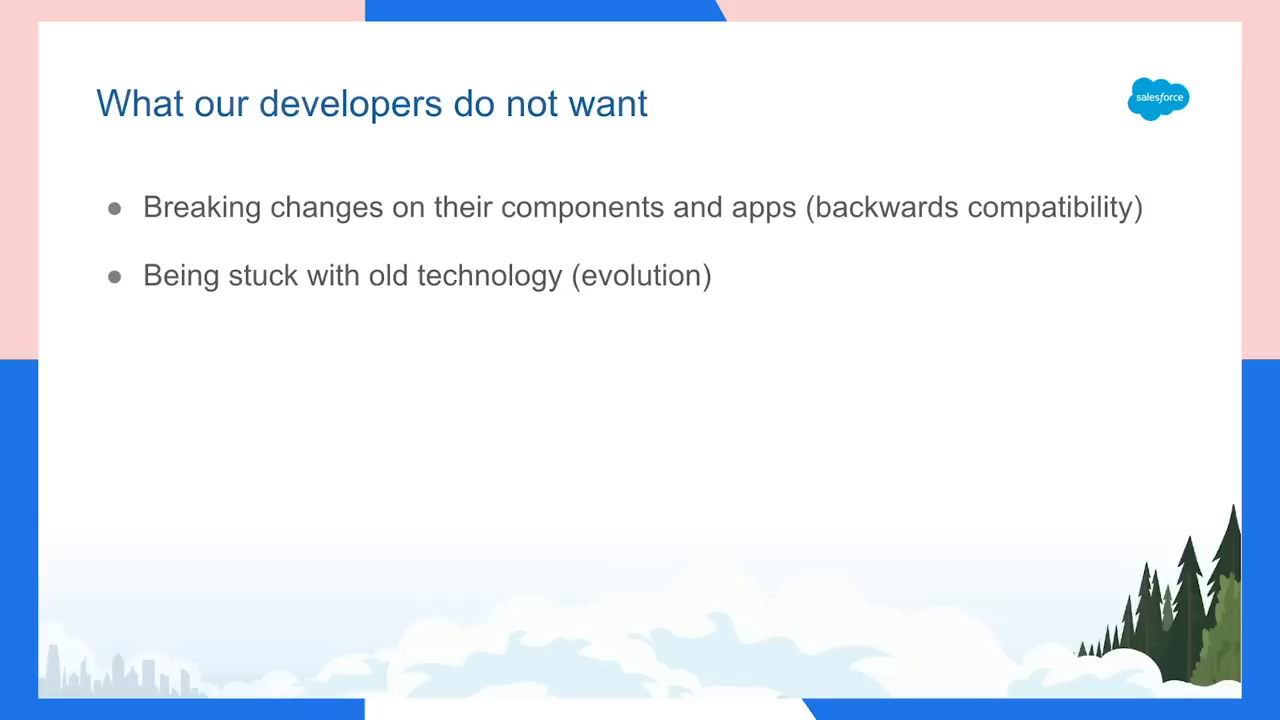 What our developers do not want
salesforce
● Breaking changes on their components and apps (backwards compatibility)
● Being stuck with old technology (evolution)